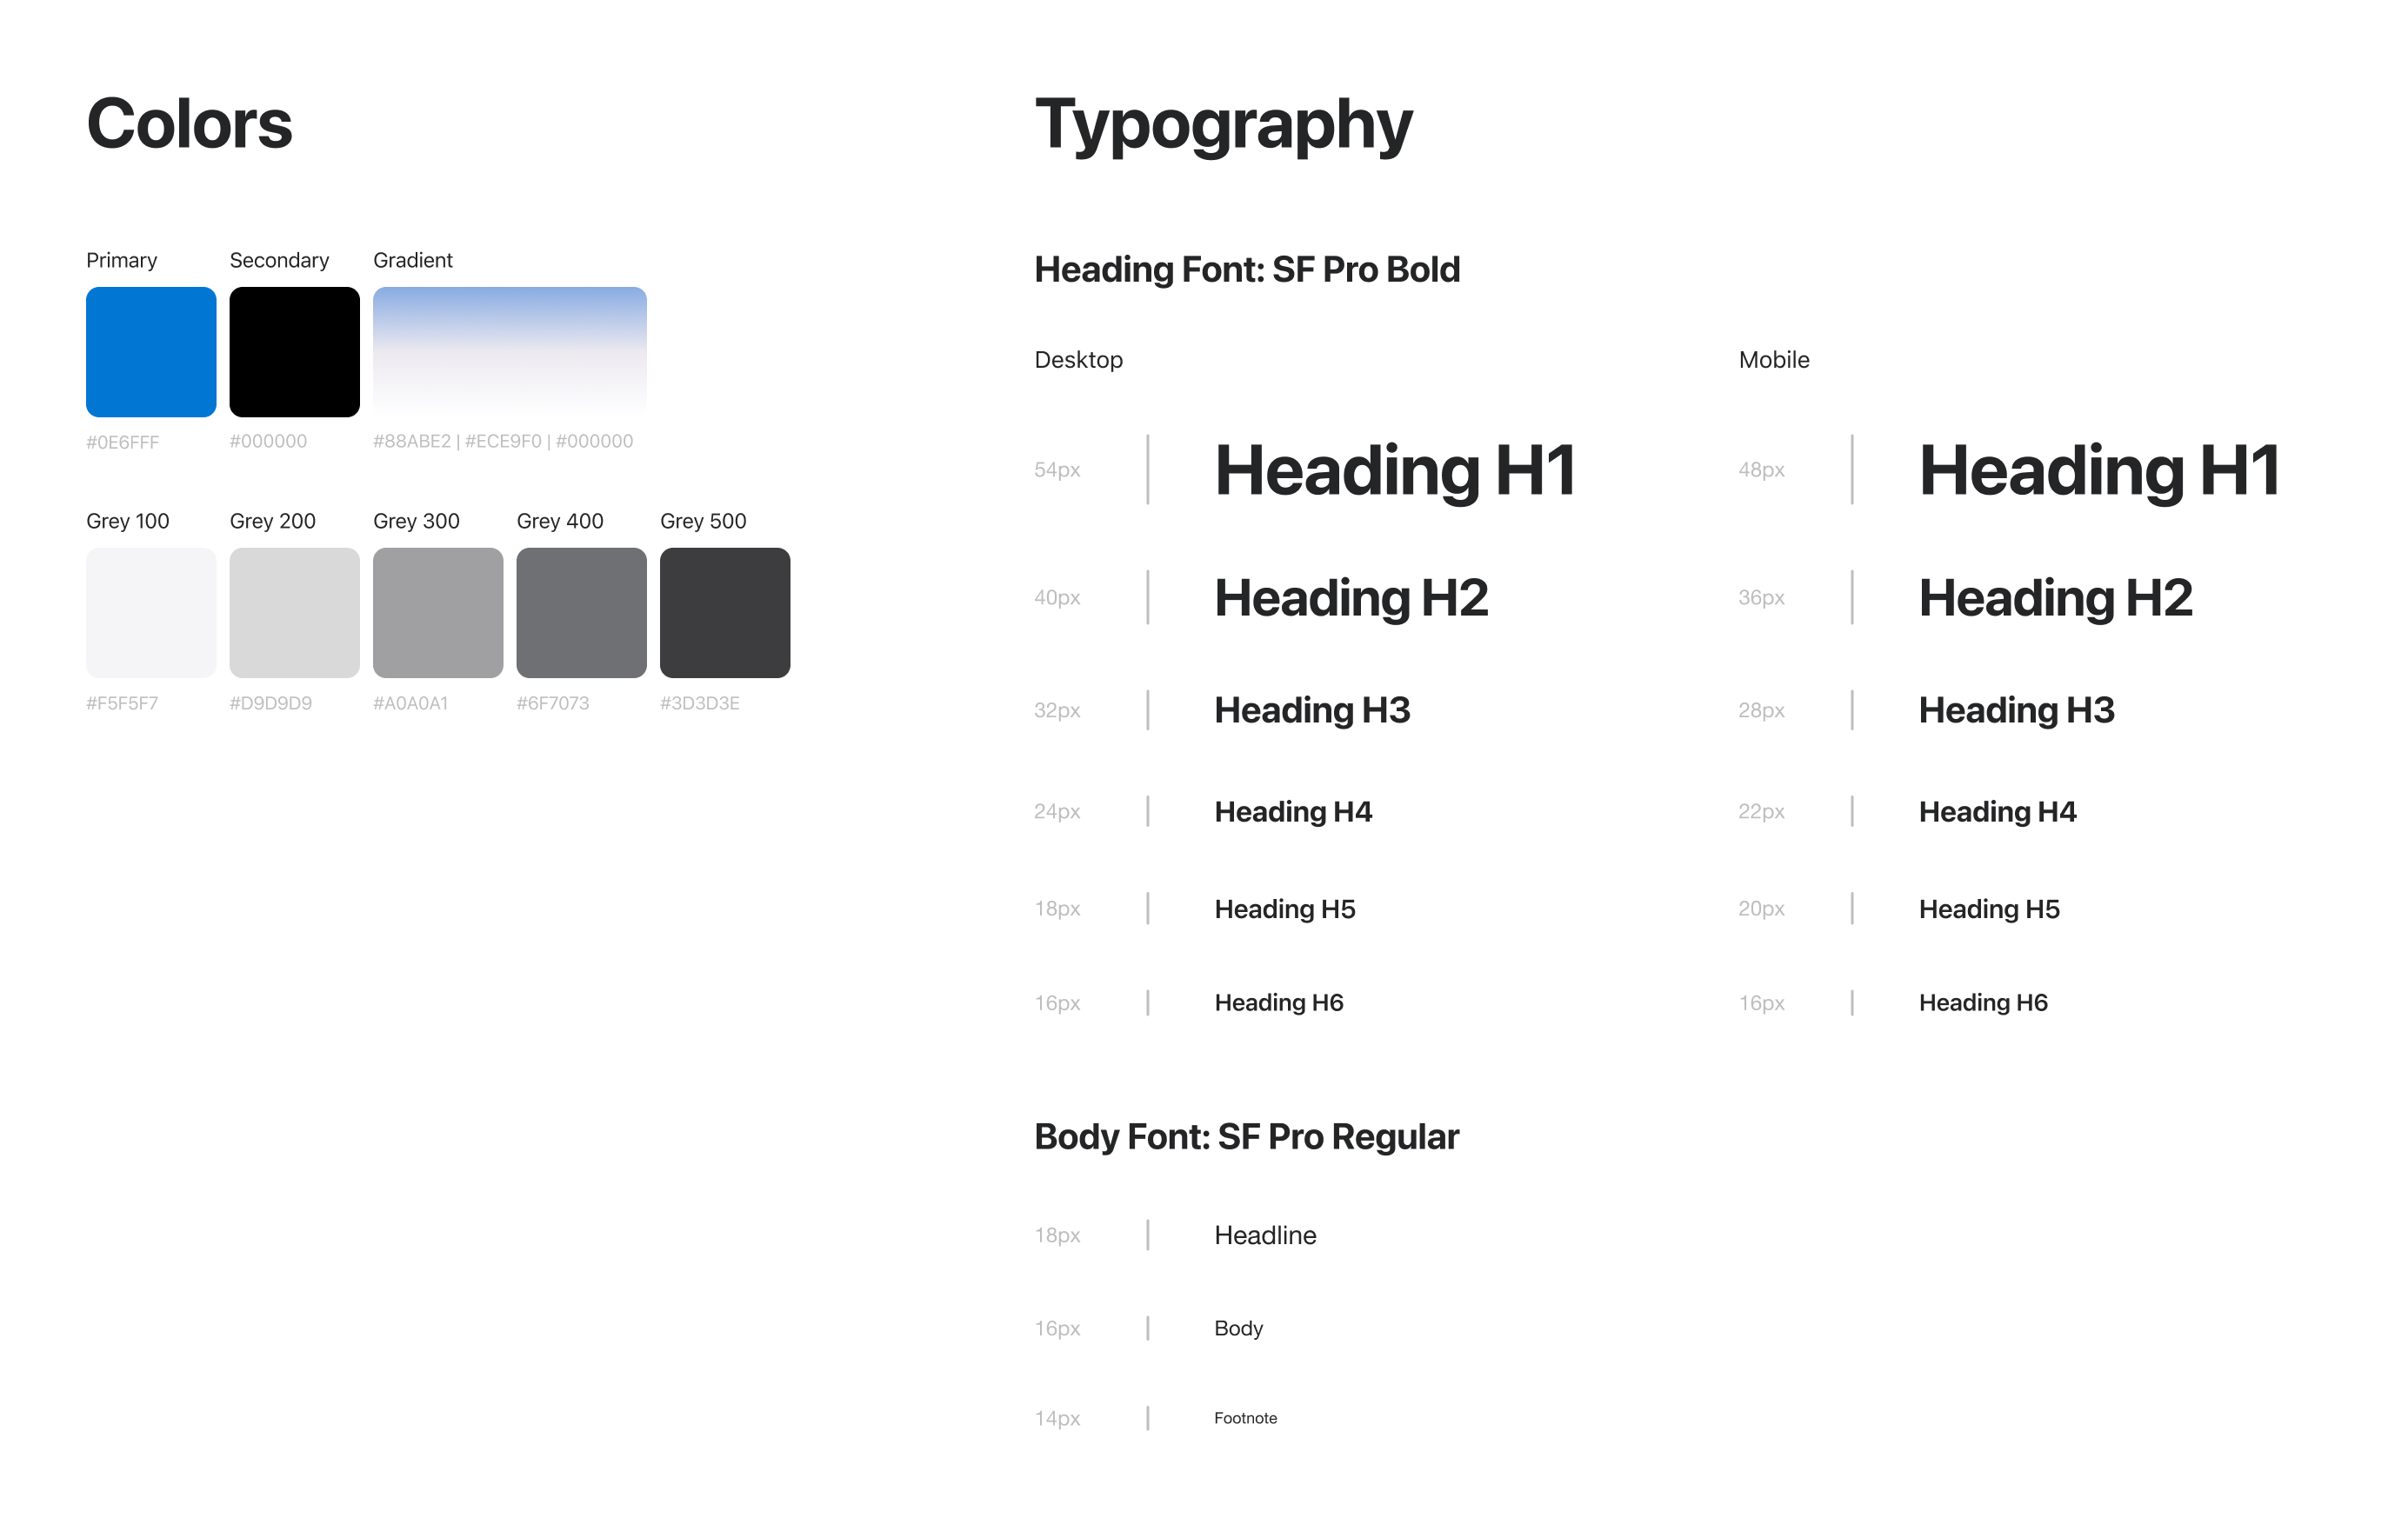 Colors
Primary
Secondary
Gradient
#0E6FFF
#000000
#88ABE2 | #ECE9F0 | #000000
Grey 100
Grey 200
Grey 300
Grey 400
Grey 500
#F5F5F7
#D9D9D9
#A0A0A1
#6F7073
#3D3D3E
Typography
Heading Font: SF Pro Bold
Desktop
54px
Heading H1
40px
Heading H2
32px
Heading H3
24px
Heading H4
18px
Heading H5
16px
Heading H6
Mobile
48px
Heading H1
36px
Heading H2
28px
Heading H3
22px
Heading H4
20px
Heading H5
16px
Heading H6
Body Font: SF Pro Regular
18px
Headline
16px
Body
14px
Footnote